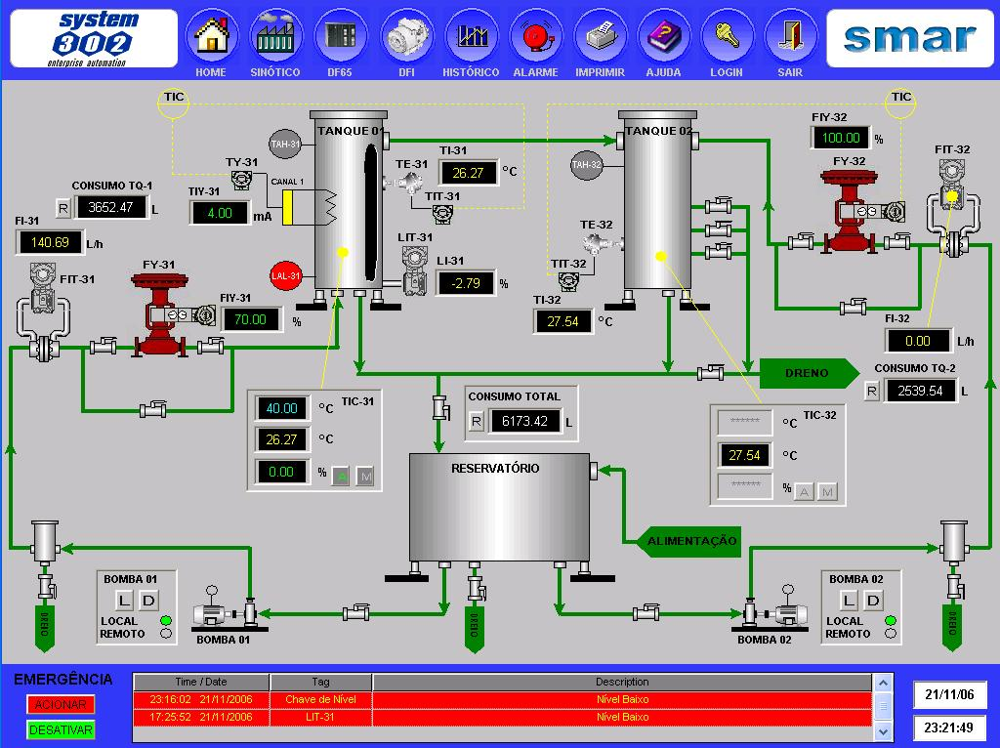 system
302
enterprise automation
HOME
SINÓTICO
DF65
DFI
HISTÓRICO
ALARME
IMPRIMIR
AJUDA
LOGIN
SAIR
smar
TIC
TIC
TANQUE 01
TANQUE 02
TAH-31
TAH-32
FIY-32
100.00 %
FY-32
FIT-32
TY-31
CANAL 1
TE-31
TI-31
26.27 °C
TIT-31
CONSUMO TQ-1
R 3652.47 L
TIY-31
4.00 mA
FI-31
140.69 L/h
FIT-31
LIT-31
LI-31
-2.79 %
LAL-31
TE-32
TIT-32
TI-32
27.54 °C
FY-31
FIY-31
70.00 %
FI-32
0.00 L/h
CONSUMO TQ-2
R 2539.54 L
DRENO
TIC-31
40.00 °C
26.27 °C
0.00 % A M
CONSUMO TOTAL
R 6173.42 L
TIC-32
****** °C
27.54 °C
****** % A M
RESERVATÓRIO
ALIMENTAÇÃO
BOMBA 01
L D
LOCAL
REMOTO
BOMBA 01
DRENO
DRENO
BOMBA 02
BOMBA 02
L D
LOCAL
REMOTO
DRENO
EMERGÊNCIA
ACIONAR
DESATIVAR
Time / Date Tag Description
23:16:02 21/11/2006 Chave de Nível Nível Baixo
17:25:52 21/11/2006 LIT-31 Nível Baixo
21/11/06
23:21:49